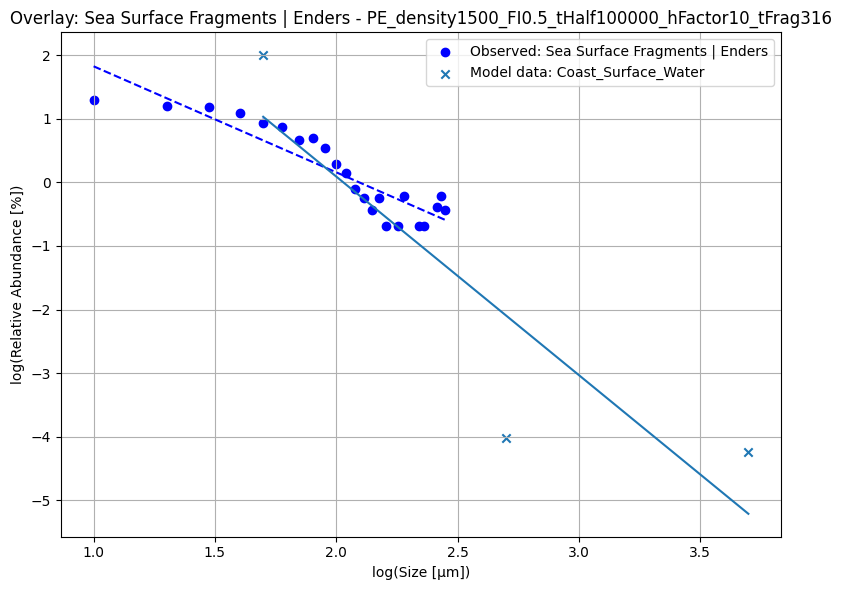 Overlay: Sea Surface Fragments | Enders - PE_density1500_FI0.5_tHalf100000_hFactor10_tFrag316
Observed: Sea Surface Fragments | Enders
Model data: Coast_Surface_Water
log(Relative Abundance [%])
2
1
0
−1
−2
−3
−4
−5
1.0 1.5 2.0 2.5 3.0 3.5
log(Size [μm])